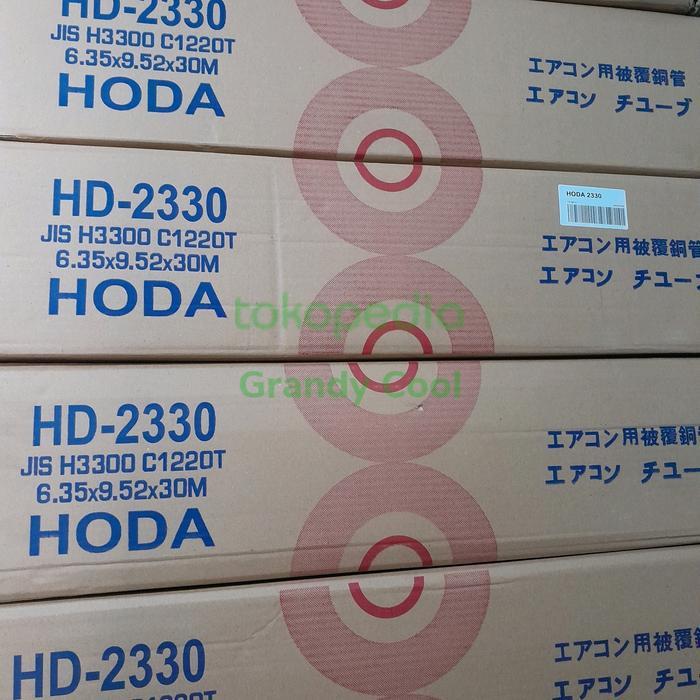 HD-2330
JIS H3300 C1220T
6.35x9.52x30M
HODA
エアコン用被覆銅管
エアコン チューブ
HD-2330
JIS H3300 C1220T
6.35x9.52x30M
HODA
HODA 2330
エアコン用被覆銅管
エアコン チュー
tokopedia
Grandy Cool
HD-2330
JIS H3300 C1220T
6.35x9.52x30M
HODA
エアコン用被覆銅管
エアコン チュー
HD-2330
JIS H3300 C1220T
エアコン用被覆銅
エアコン チュ